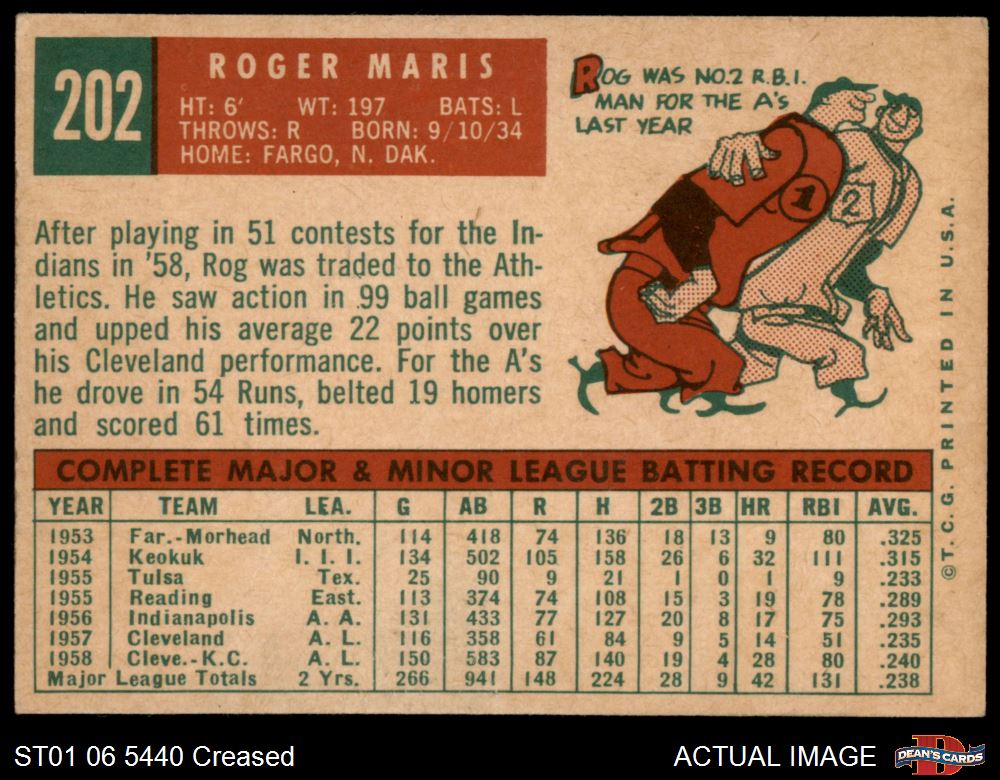 202
ROGER MARIS
HT: 6' WT: 197 BATS: L
THROWS: R BORN: 9/10/34
HOME: FARGO, N. DAK.
ROG WAS NO.2 R.B.I.
MAN FOR THE A's
LAST YEAR
1
2
After playing in 51 contests for the In-
dians in '58, Rog was traded to the Ath-
letics. He saw action in 99 ball games
and upped his average 22 points over
his Cleveland performance. For the A's
he drove in 54 Runs, belted 19 homers
and scored 61 times.
COMPLETE MAJOR & MINOR LEAGUE BATTING RECORD
YEAR TEAM LEA. G AB R H 2B 3B HR RBI AVG.
1953 Far.-Morhead North. 114 418 74 136 18 13 9 80 .325
1954 Keokuk I. I. I. 134 502 105 158 26 6 32 111 .315
1955 Tulsa Tex. 25 90 9 21 1 0 1 9 .233
1955 Reading East. 113 374 74 108 15 3 19 78 .289
1956 Indianapolis A. A. 131 433 77 127 20 8 17 75 .293
1957 Cleveland A. L. 116 358 61 84 9 5 14 51 .235
1958 Cleve.-K.C. A. L. 150 583 87 140 19 4 28 80 .240
Major League Totals 2 Yrs. 266 941 148 224 28 9 42 131 .238
©T.C.G. PRINTED IN U.S.A.
ST01 06 5440 Creased
ACTUAL IMAGE
DEAN'S CARDS